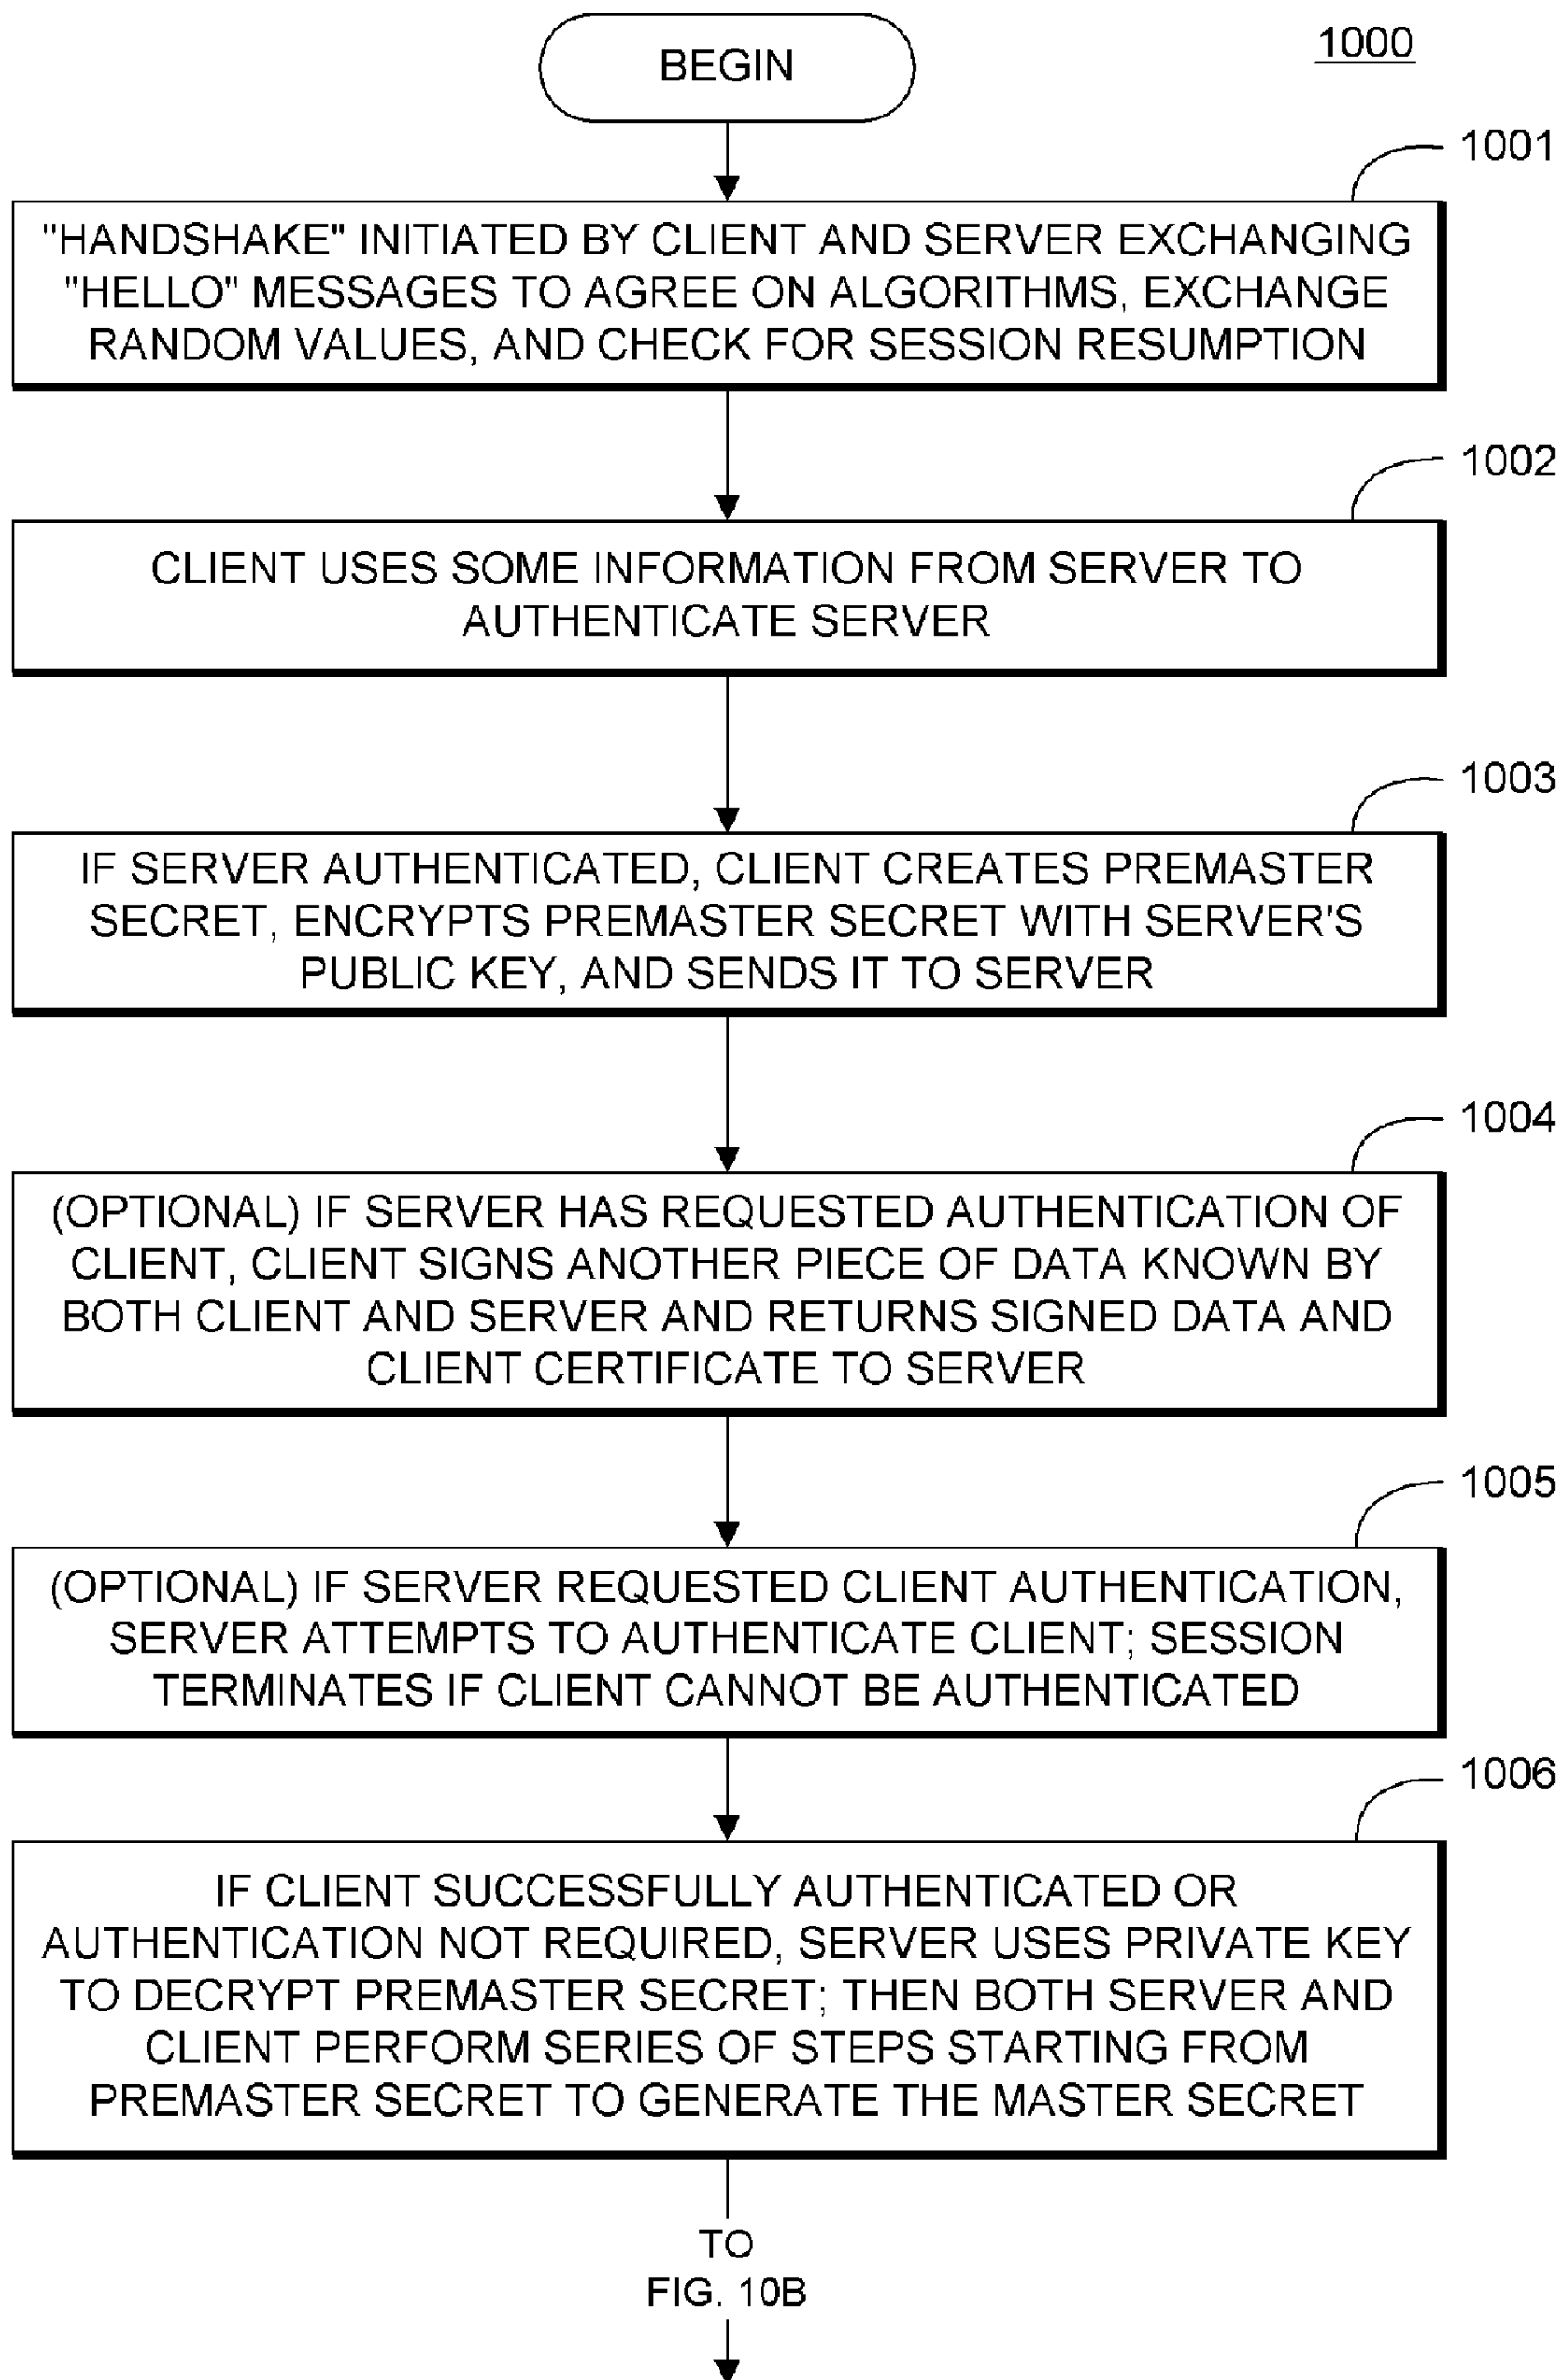 BEGIN
1000
1001
"HANDSHAKE" INITIATED BY CLIENT AND SERVER EXCHANGING
"HELLO" MESSAGES TO AGREE ON ALGORITHMS, EXCHANGE
RANDOM VALUES, AND CHECK FOR SESSION RESUMPTION
1002
CLIENT USES SOME INFORMATION FROM SERVER TO
AUTHENTICATE SERVER
1003
IF SERVER AUTHENTICATED, CLIENT CREATES PREMASTER
SECRET, ENCRYPTS PREMASTER SECRET WITH SERVER'S
PUBLIC KEY, AND SENDS IT TO SERVER
1004
(OPTIONAL) IF SERVER HAS REQUESTED AUTHENTICATION OF
CLIENT, CLIENT SIGNS ANOTHER PIECE OF DATA KNOWN BY
BOTH CLIENT AND SERVER AND RETURNS SIGNED DATA AND
CLIENT CERTIFICATE TO SERVER
1005
(OPTIONAL) IF SERVER REQUESTED CLIENT AUTHENTICATION,
SERVER ATTEMPTS TO AUTHENTICATE CLIENT; SESSION
TERMINATES IF CLIENT CANNOT BE AUTHENTICATED
1006
IF CLIENT SUCCESSFULLY AUTHENTICATED OR
AUTHENTICATION NOT REQUIRED, SERVER USES PRIVATE KEY
TO DECRYPT PREMASTER SECRET; THEN BOTH SERVER AND
CLIENT PERFORM SERIES OF STEPS STARTING FROM
PREMASTER SECRET TO GENERATE THE MASTER SECRET
TO
FIG. 10B